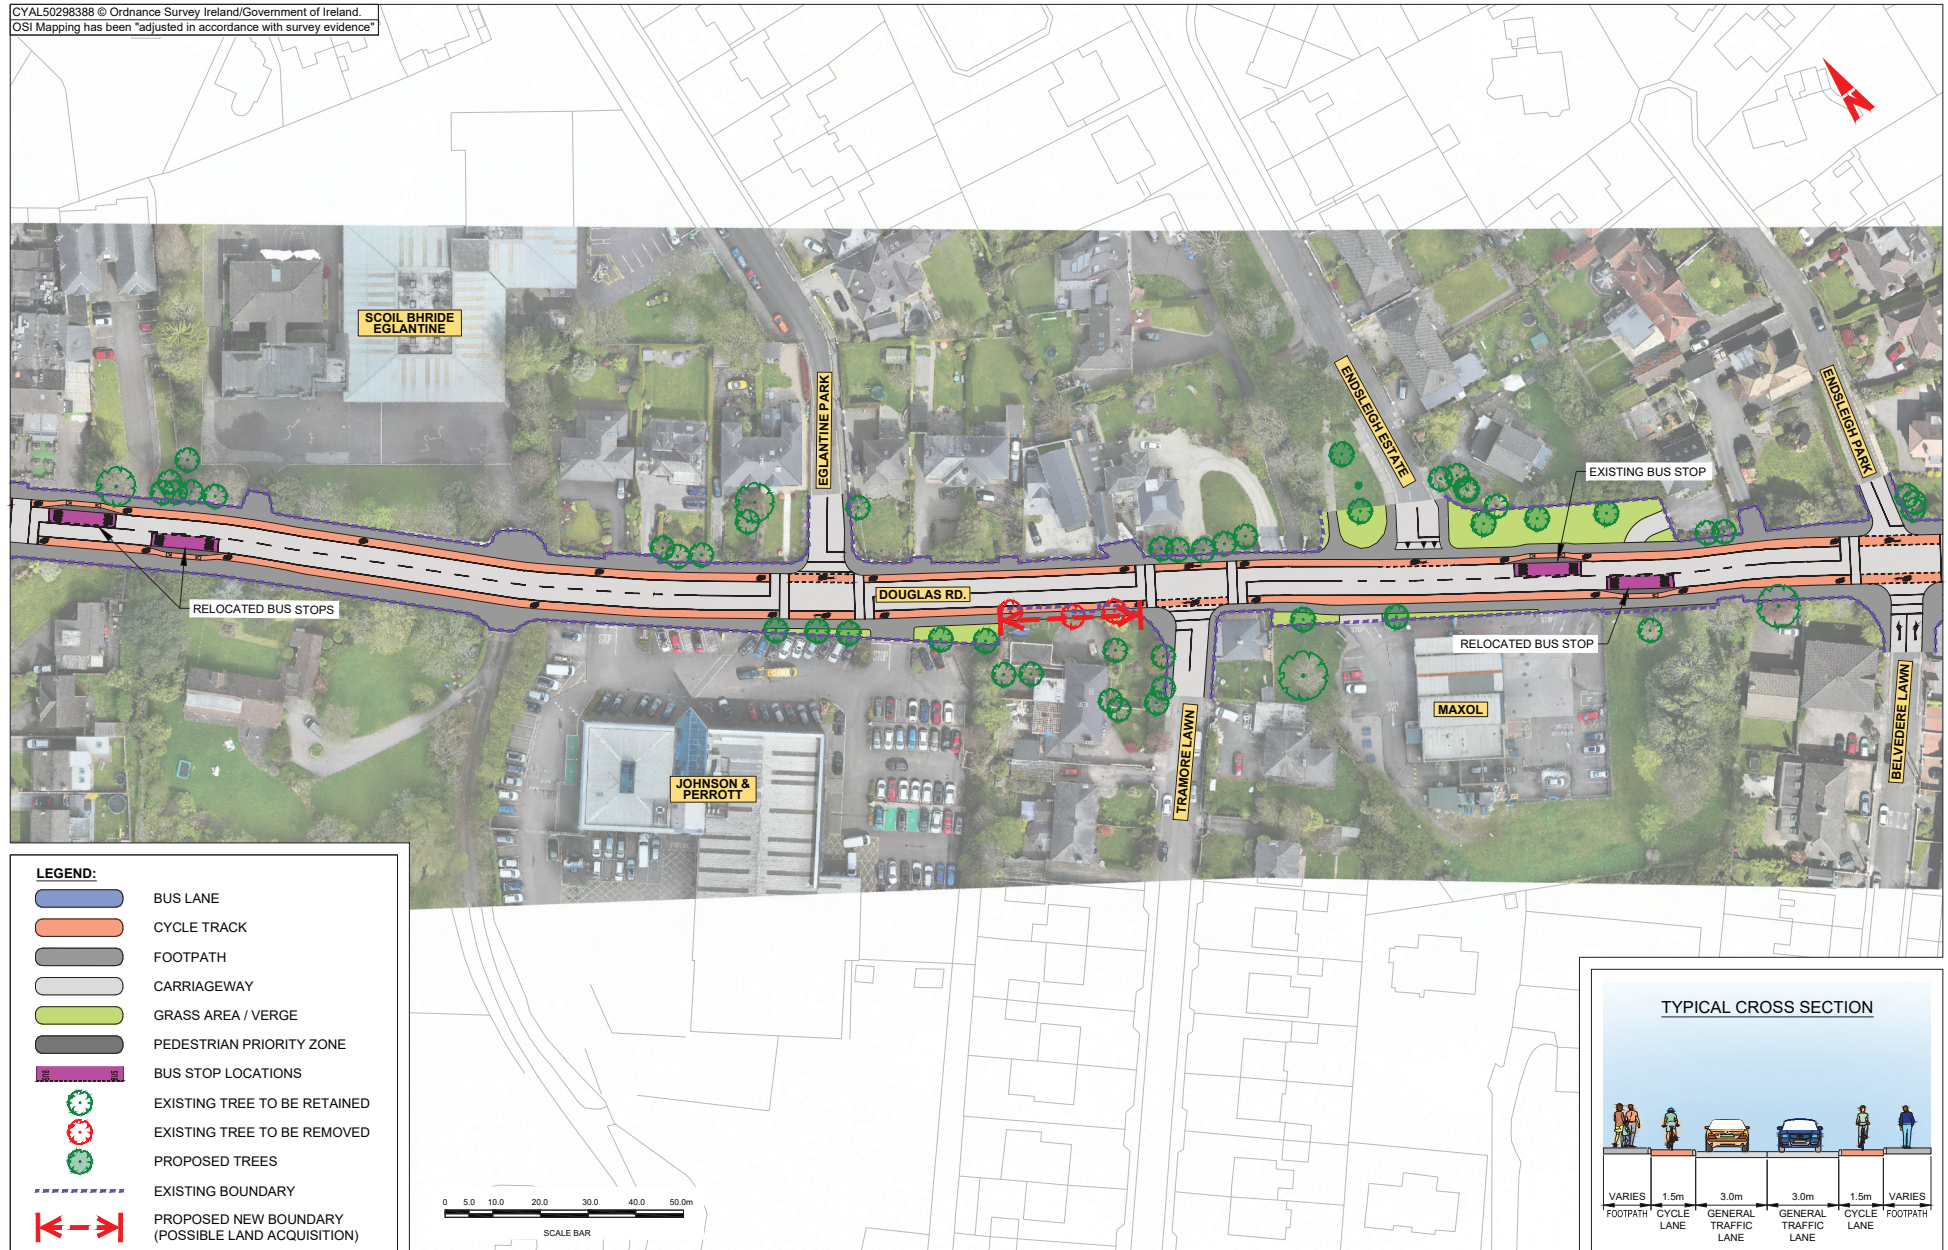 CYAL50298388 © Ordnance Survey Ireland/Government of Ireland.
OSI Mapping has been "adjusted in accordance with survey evidence"
N
SCOIL BHRIDE
EGLANTINE
EGLANTINE PARK
ENDSLEIGH ESTATE
ENDSLEIGH PARK
EXISTING BUS STOP
RELOCATED BUS STOPS
DOUGLAS RD.
RELOCATED BUS STOP
JOHNSON &
PERROTT
TRAMORE LAWN
MAXOL
BELVEDERE LAWN
LEGEND:
BUS LANE
CYCLE TRACK
FOOTPATH
CARRIAGEWAY
GRASS AREA / VERGE
PEDESTRIAN PRIORITY ZONE
BUS BUS
BUS STOP LOCATIONS
EXISTING TREE TO BE RETAINED
EXISTING TREE TO BE REMOVED
PROPOSED TREES
EXISTING BOUNDARY
PROPOSED NEW BOUNDARY
(POSSIBLE LAND ACQUISITION)
0 5.0 10.0 20.0 30.0 40.0 50.0m
SCALE BAR
TYPICAL CROSS SECTION
VARIES 1.5m 3.0m 3.0m 1.5m VARIES
FOOTPATH CYCLE GENERAL GENERAL CYCLE FOOTPATH
LANE TRAFFIC TRAFFIC LANE
LANE LANE